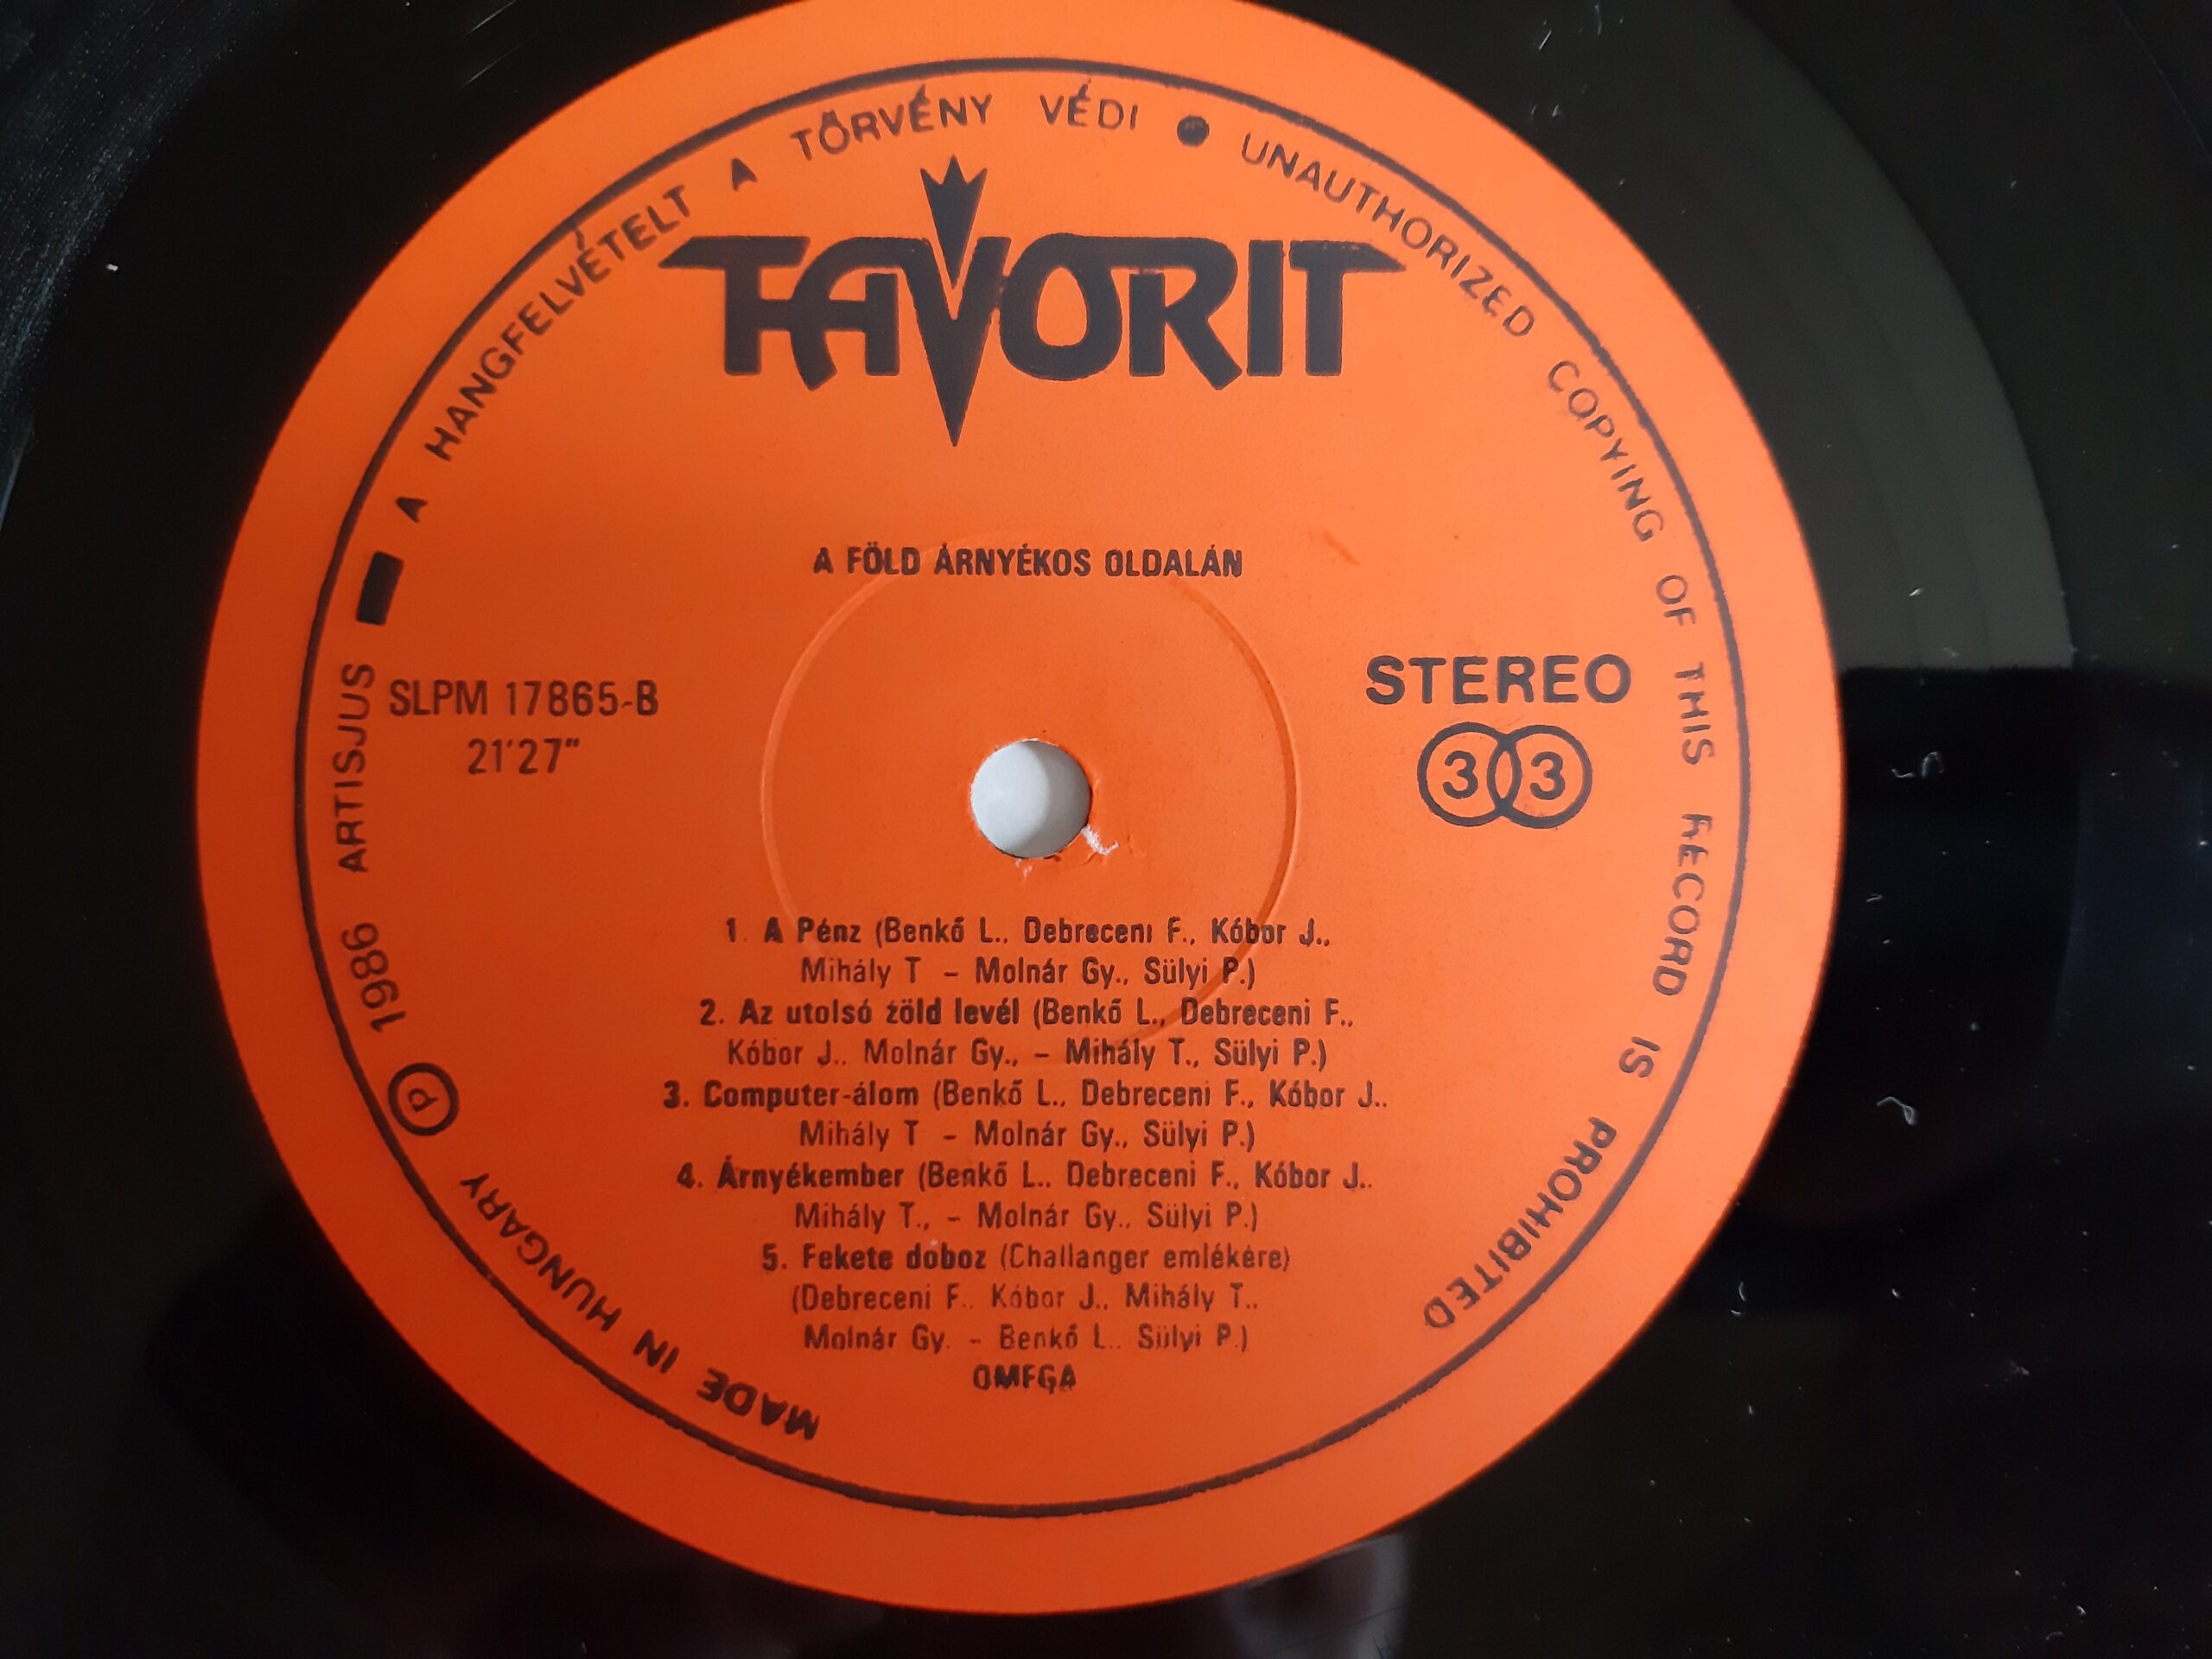 A HANGFELVÉTELT A TÖRVÉNY VÉDI ● UNAUTHORIZED COPYING OF THIS RECORD IS PROHIBITED
FAVORIT
A FÖLD ÁRNYÉKOS OLDALÁN
SLPM 17865-B
21'27"
STEREO
33
1. A Pénz (Benkő L., Debreceni F., Kóbor J.,
Mihály T – Molnár Gy., Sülyi P.)
2. Az utolsó zöld levél (Benkő L., Debreceni F.,
Kóbor J., Molnár Gy., – Mihály T., Sülyi P.)
3. Computer-álom (Benkő L., Debreceni F., Kóbor J.,
Mihály T – Molnár Gy., Sülyi P.)
4. Árnyékember (Benkő L., Debreceni F., Kóbor J.,
Mihály T., – Molnár Gy., Sülyi P.)
5. Fekete doboz (Challanger emlékére)
(Debreceni F., Kóbor J., Mihály T.,
Molnár Gy. – Benkő L., Sülyi P.)
OMEGA
MADE IN HUNGARY Ⓟ 1986 ARTISJUS